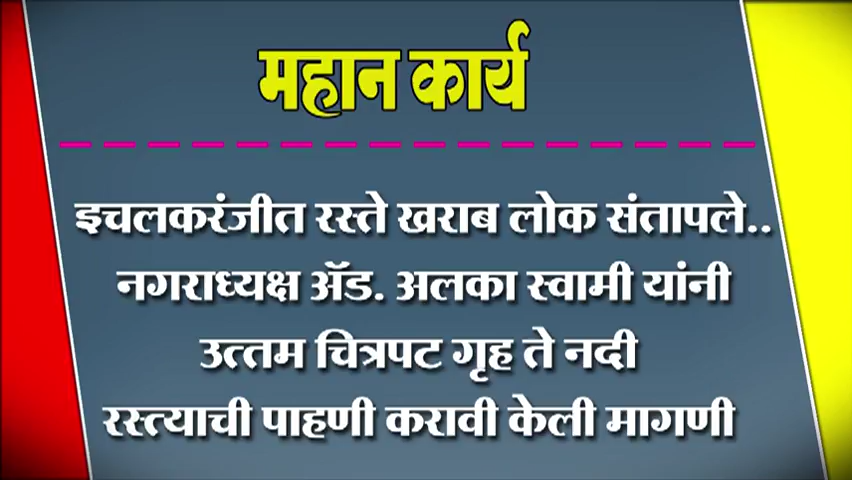 महान कार्य
इचलकरंजीत रस्ते खराब लोक संतापले..
नगराध्यक्ष ॲड. अलका स्वामी यांनी
उत्तम चित्रपट गृह ते नदी
रस्त्याची पाहणी करावी केली मागणी